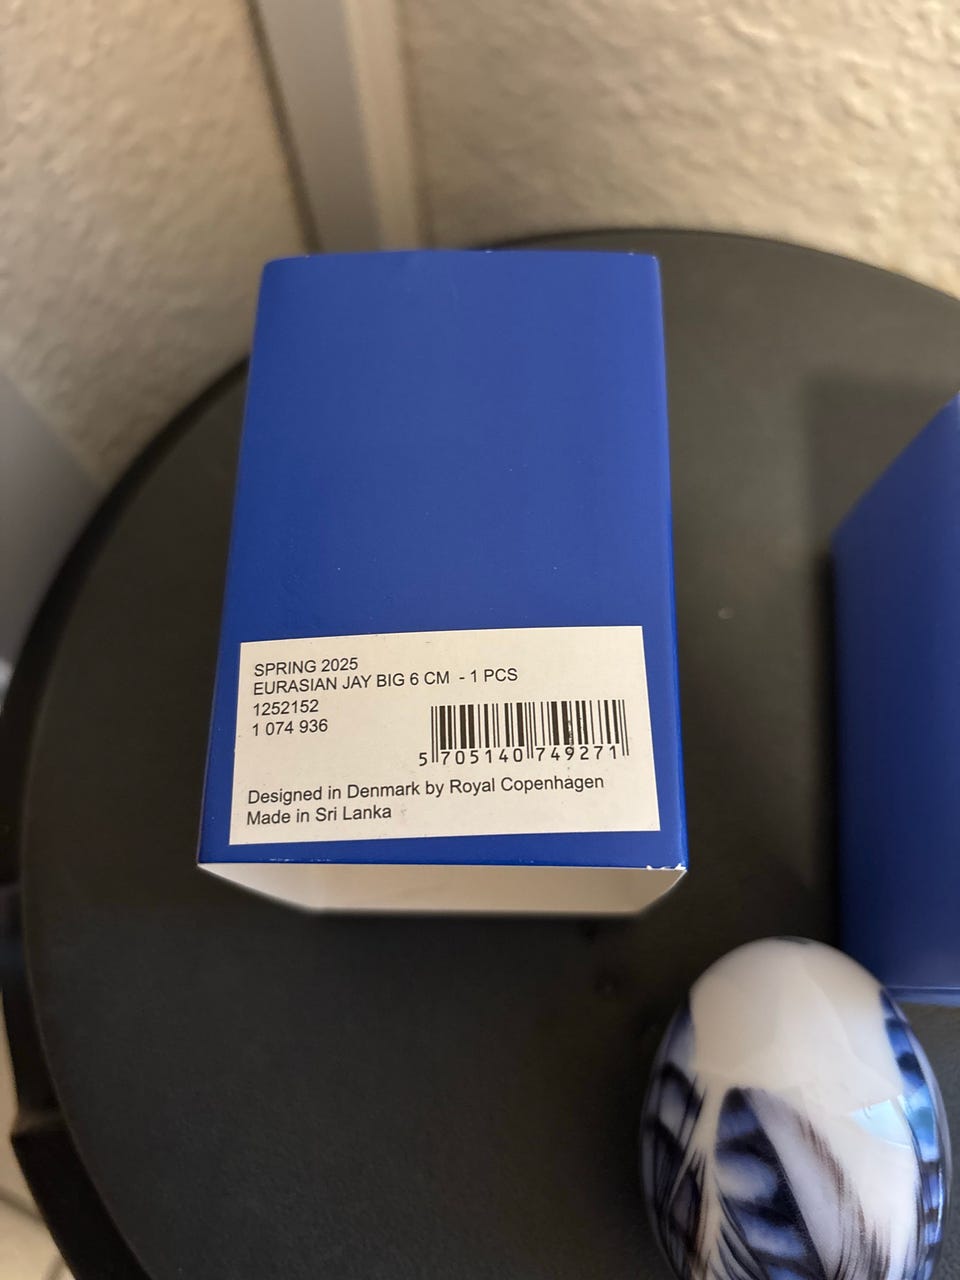 SPRING 2025
EURASIAN JAY BIG 6 CM - 1 PCS
1252152
1 074 936
5 705140 749271
Designed in Denmark by Royal Copenhagen
Made in Sri Lanka